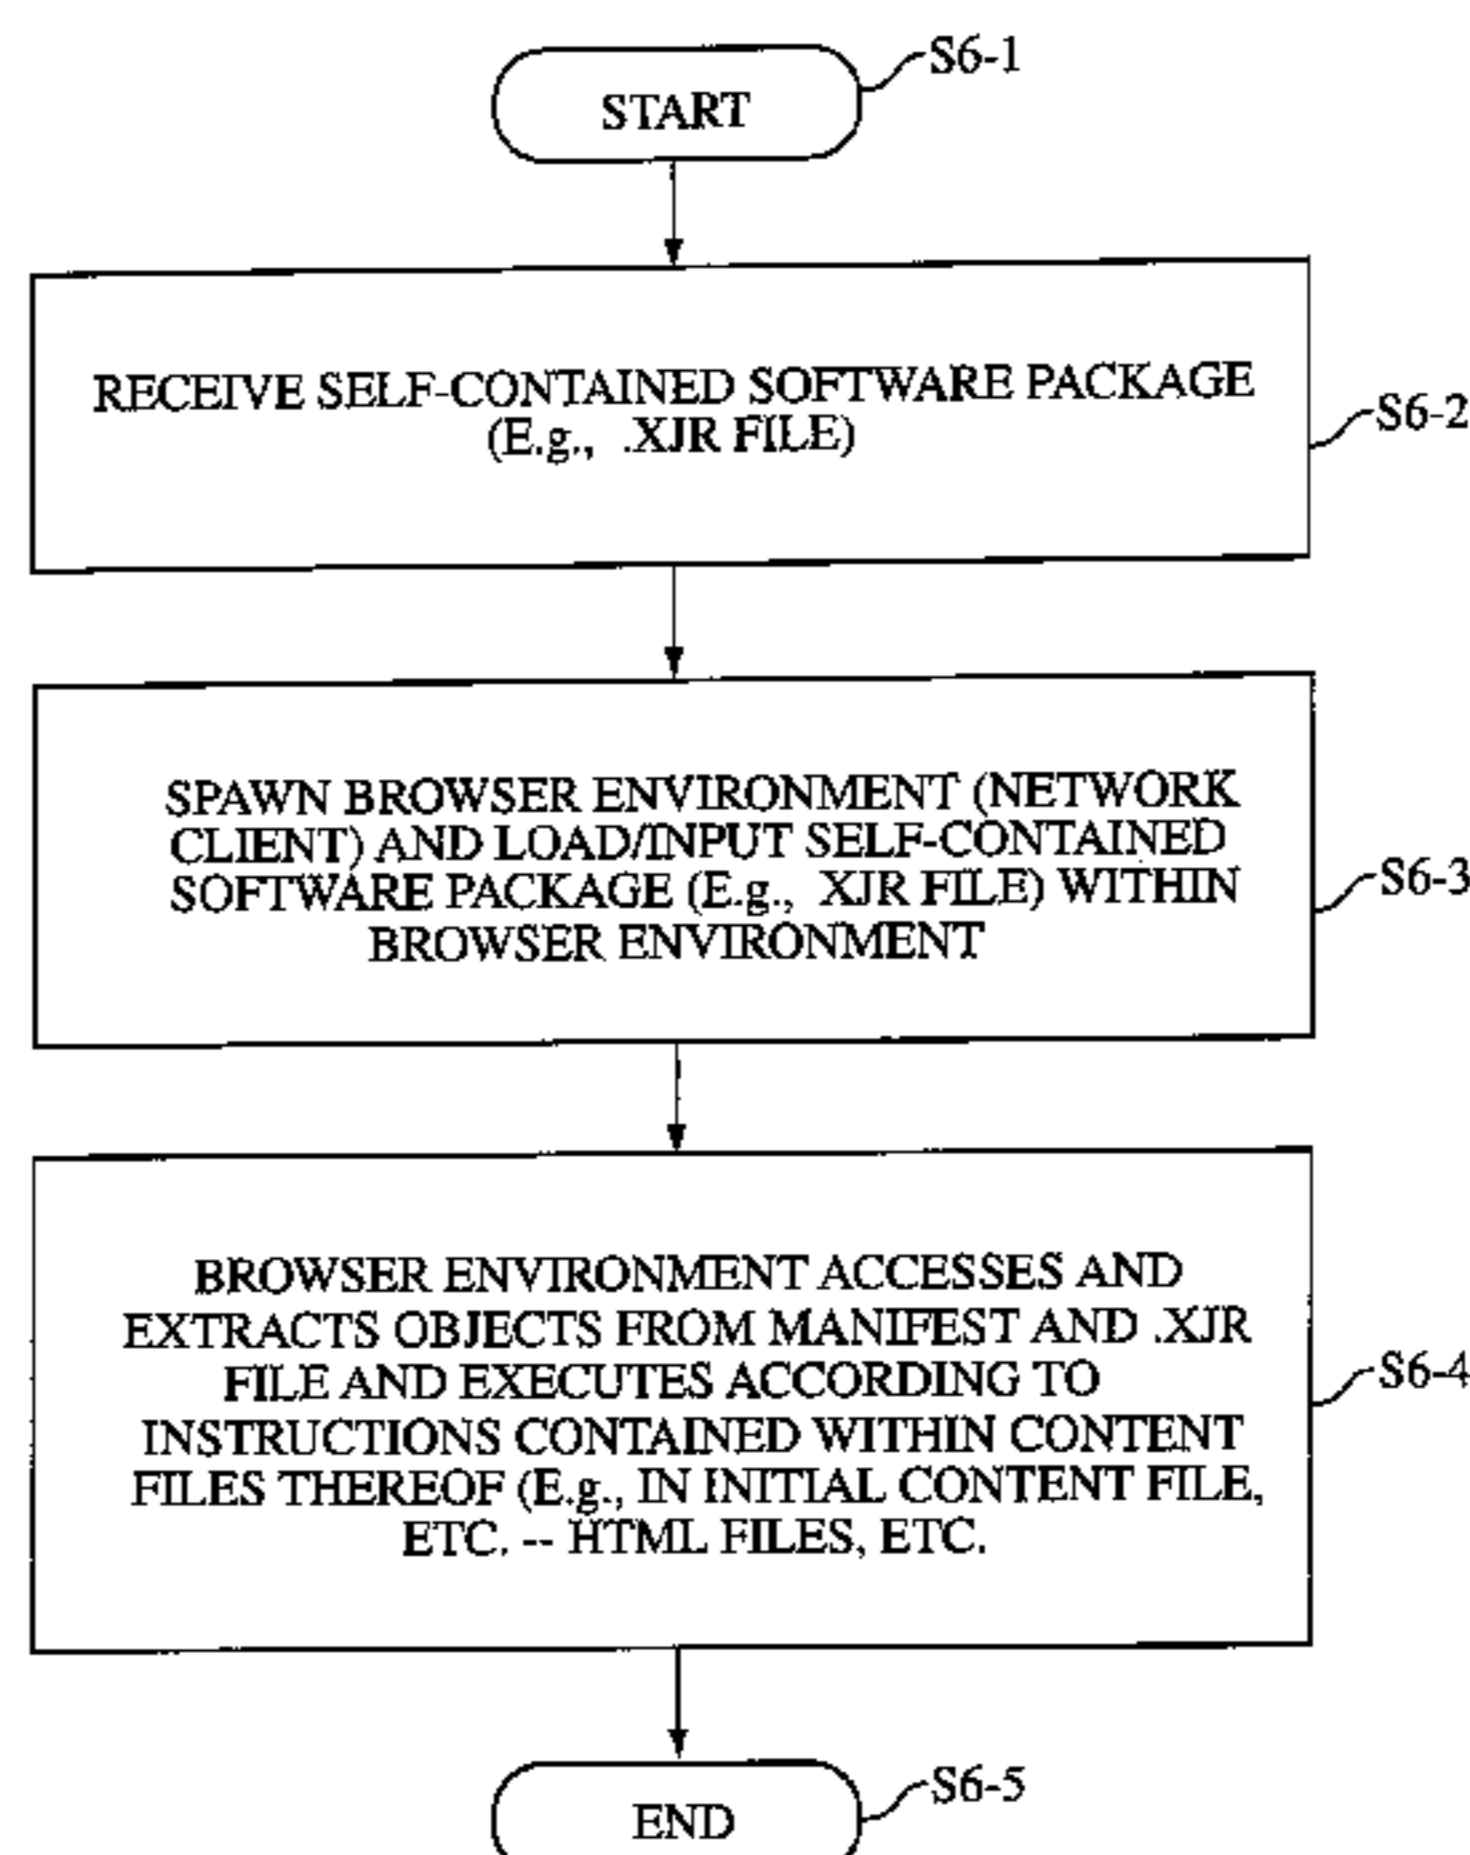 S6-1
START
RECEIVE SELF-CONTAINED SOFTWARE PACKAGE
(E.g., .XJR FILE)
S6-2
SPAWN BROWSER ENVIRONMENT (NETWORK
CLIENT) AND LOAD/INPUT SELF-CONTAINED
SOFTWARE PACKAGE (E.g., XJR FILE) WITHIN
BROWSER ENVIRONMENT
S6-3
BROWSER ENVIRONMENT ACCESSES AND
EXTRACTS OBJECTS FROM MANIFEST AND .XJR
FILE AND EXECUTES ACCORDING TO
INSTRUCTIONS CONTAINED WITHIN CONTENT
FILES THEREOF (E.g., IN INITIAL CONTENT FILE,
ETC. -- HTML FILES, ETC.
S6-4
S6-5
END